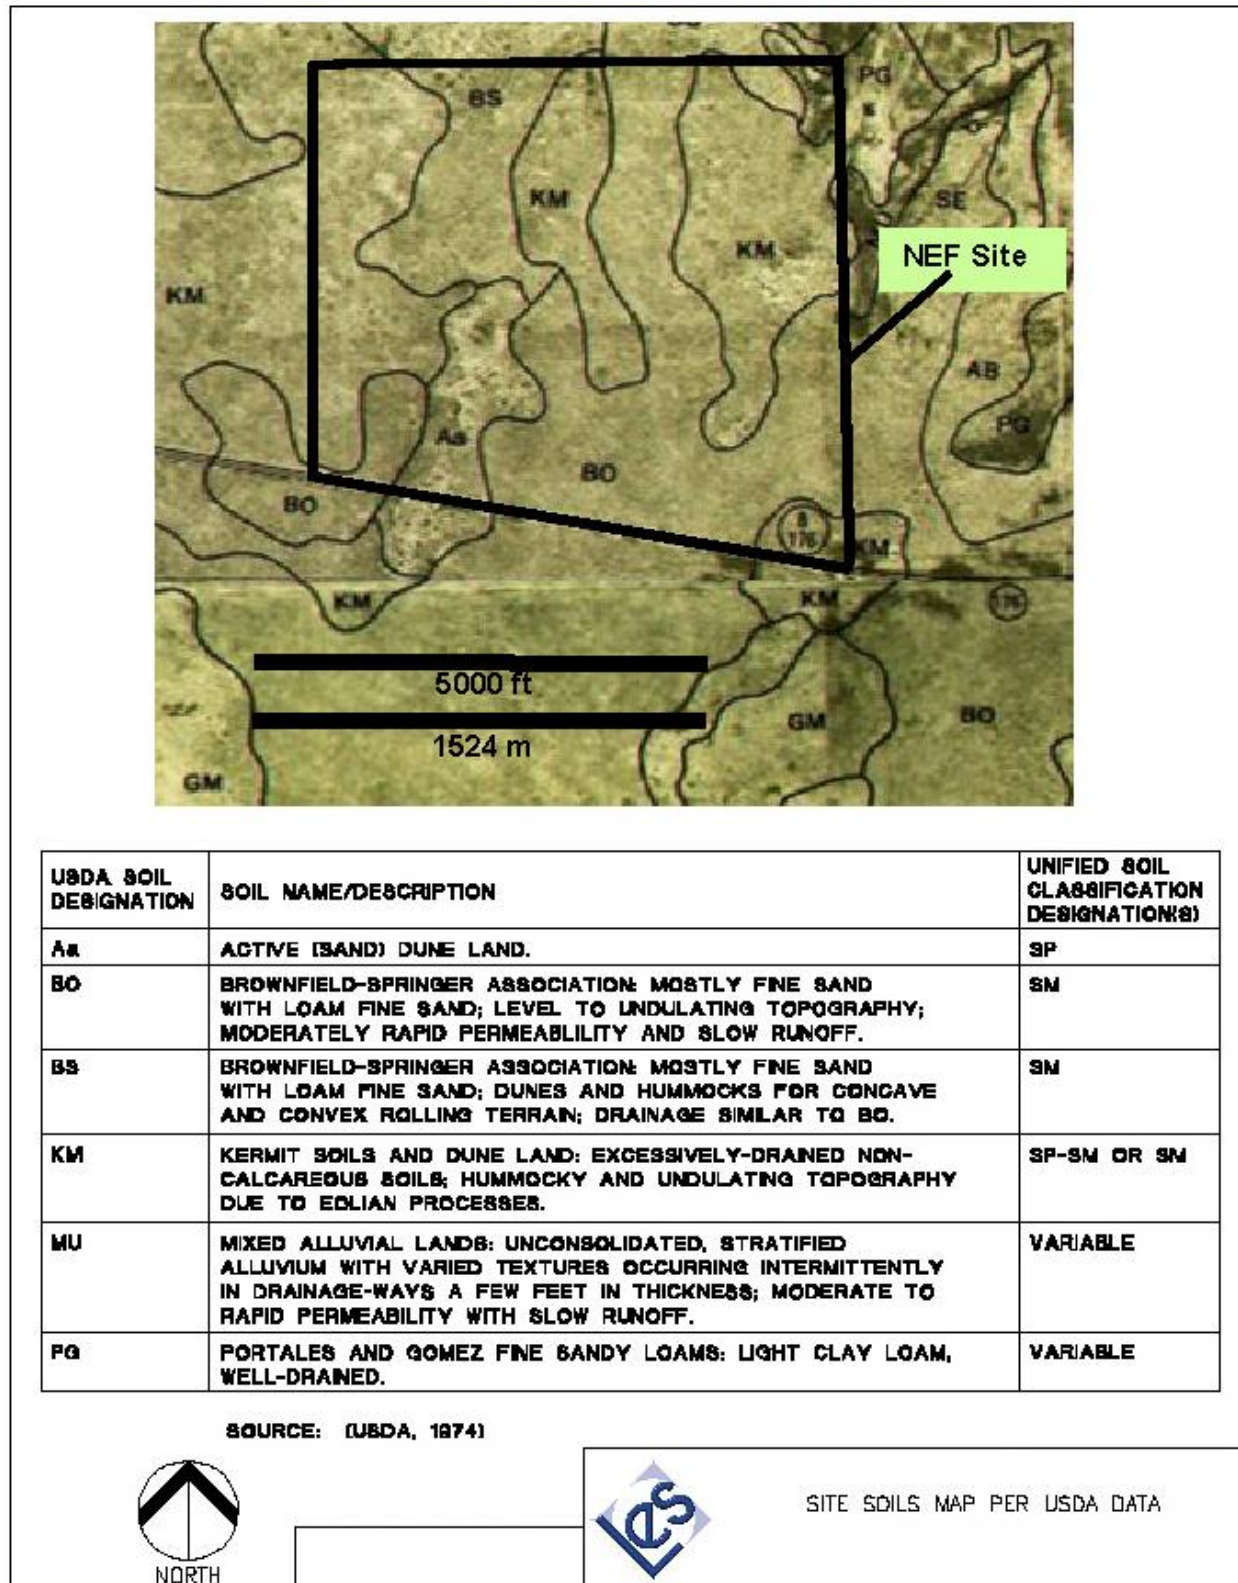 PG
BS
KM
SE
KM
NEF Site
KM
AB
PG
Aa
BO
BO
KM
KM
KM
176
5000 ft
GM
BO
1524 m
GM
USDA SOIL
DESIGNATION
SOIL NAME/DESCRIPTION
UNIFIED SOIL
CLASSIFICATION
DESIGNATION(S)
Aa
ACTIVE (SAND) DUNE LAND.
SP
BO
BROWNFIELD-SPRINGER ASSOCIATION: MOSTLY FINE SAND
WITH LOAM FINE SAND; LEVEL TO UNDULATING TOPOGRAPHY;
MODERATELY RAPID PERMEABLILITY AND SLOW RUNOFF.
SM
BS
BROWNFIELD-SPRINGER ASSOCIATION: MOSTLY FINE SAND
WITH LOAM FINE SAND; DUNES AND HUMMOCKS FOR CONCAVE
AND CONVEX ROLLING TERRAIN; DRAINAGE SIMILAR TO BO.
SM
KM
KERMIT SOILS AND DUNE LAND: EXCESSIVELY-DRAINED NON-
CALCAREOUS SOILS; HUMMOCKY AND UNDULATING TOPOGRAPHY
DUE TO EOLIAN PROCESSES.
SP-SM OR SM
MU
MIXED ALLUVIAL LANDS: UNCONSOLIDATED, STRATIFIED
ALLUVIUM WITH VARIED TEXTURES OCCURRING INTERMITTENTLY
IN DRAINAGE-WAYS A FEW FEET IN THICKNESS; MODERATE TO
RAPID PERMEABILITY WITH SLOW RUNOFF.
VARIABLE
PG
PORTALES AND GOMEZ FINE SANDY LOAMS: LIGHT CLAY LOAM,
WELL-DRAINED.
VARIABLE
SOURCE: (USDA, 1974)
NORTH
LES
SITE SOILS MAP PER USDA DATA